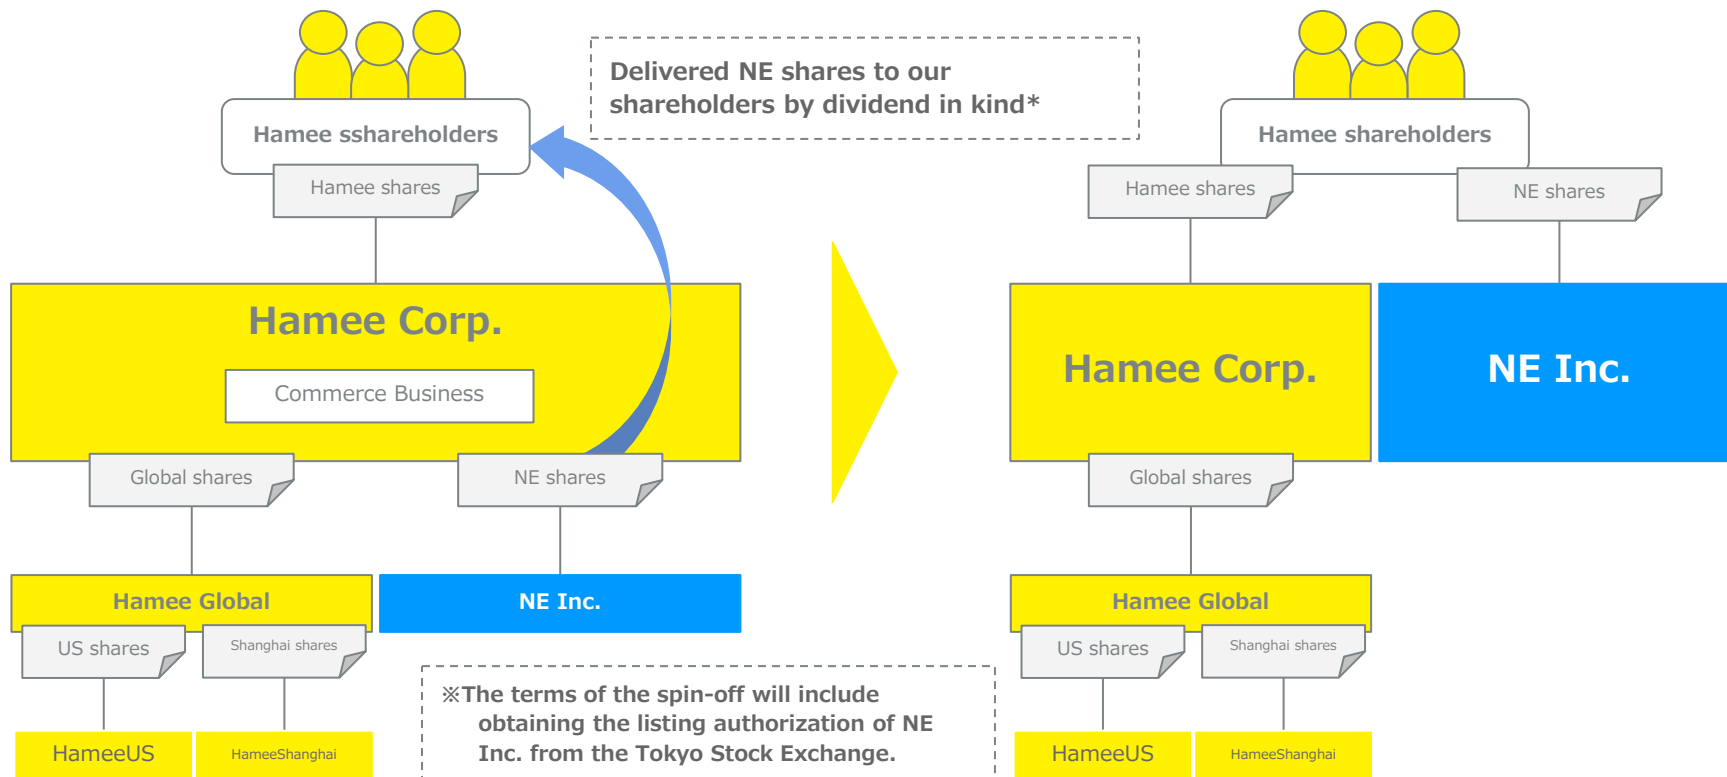 Hamee sshareholders
Hamee shares
Delivered NE shares to our
shareholders by dividend in kind*
Hamee Corp.
Commerce Business
Global shares
NE shares
Hamee Global
NE Inc.
US shares
Shanghai shares
HameeUS
HameeShanghai
※The terms of the spin-off will include
obtaining the listing authorization of NE
Inc. from the Tokyo Stock Exchange.
Hamee shareholders
Hamee shares
NE shares
Hamee Corp.
NE Inc.
Global shares
Hamee Global
US shares
Shanghai shares
HameeUS
HameeShanghai